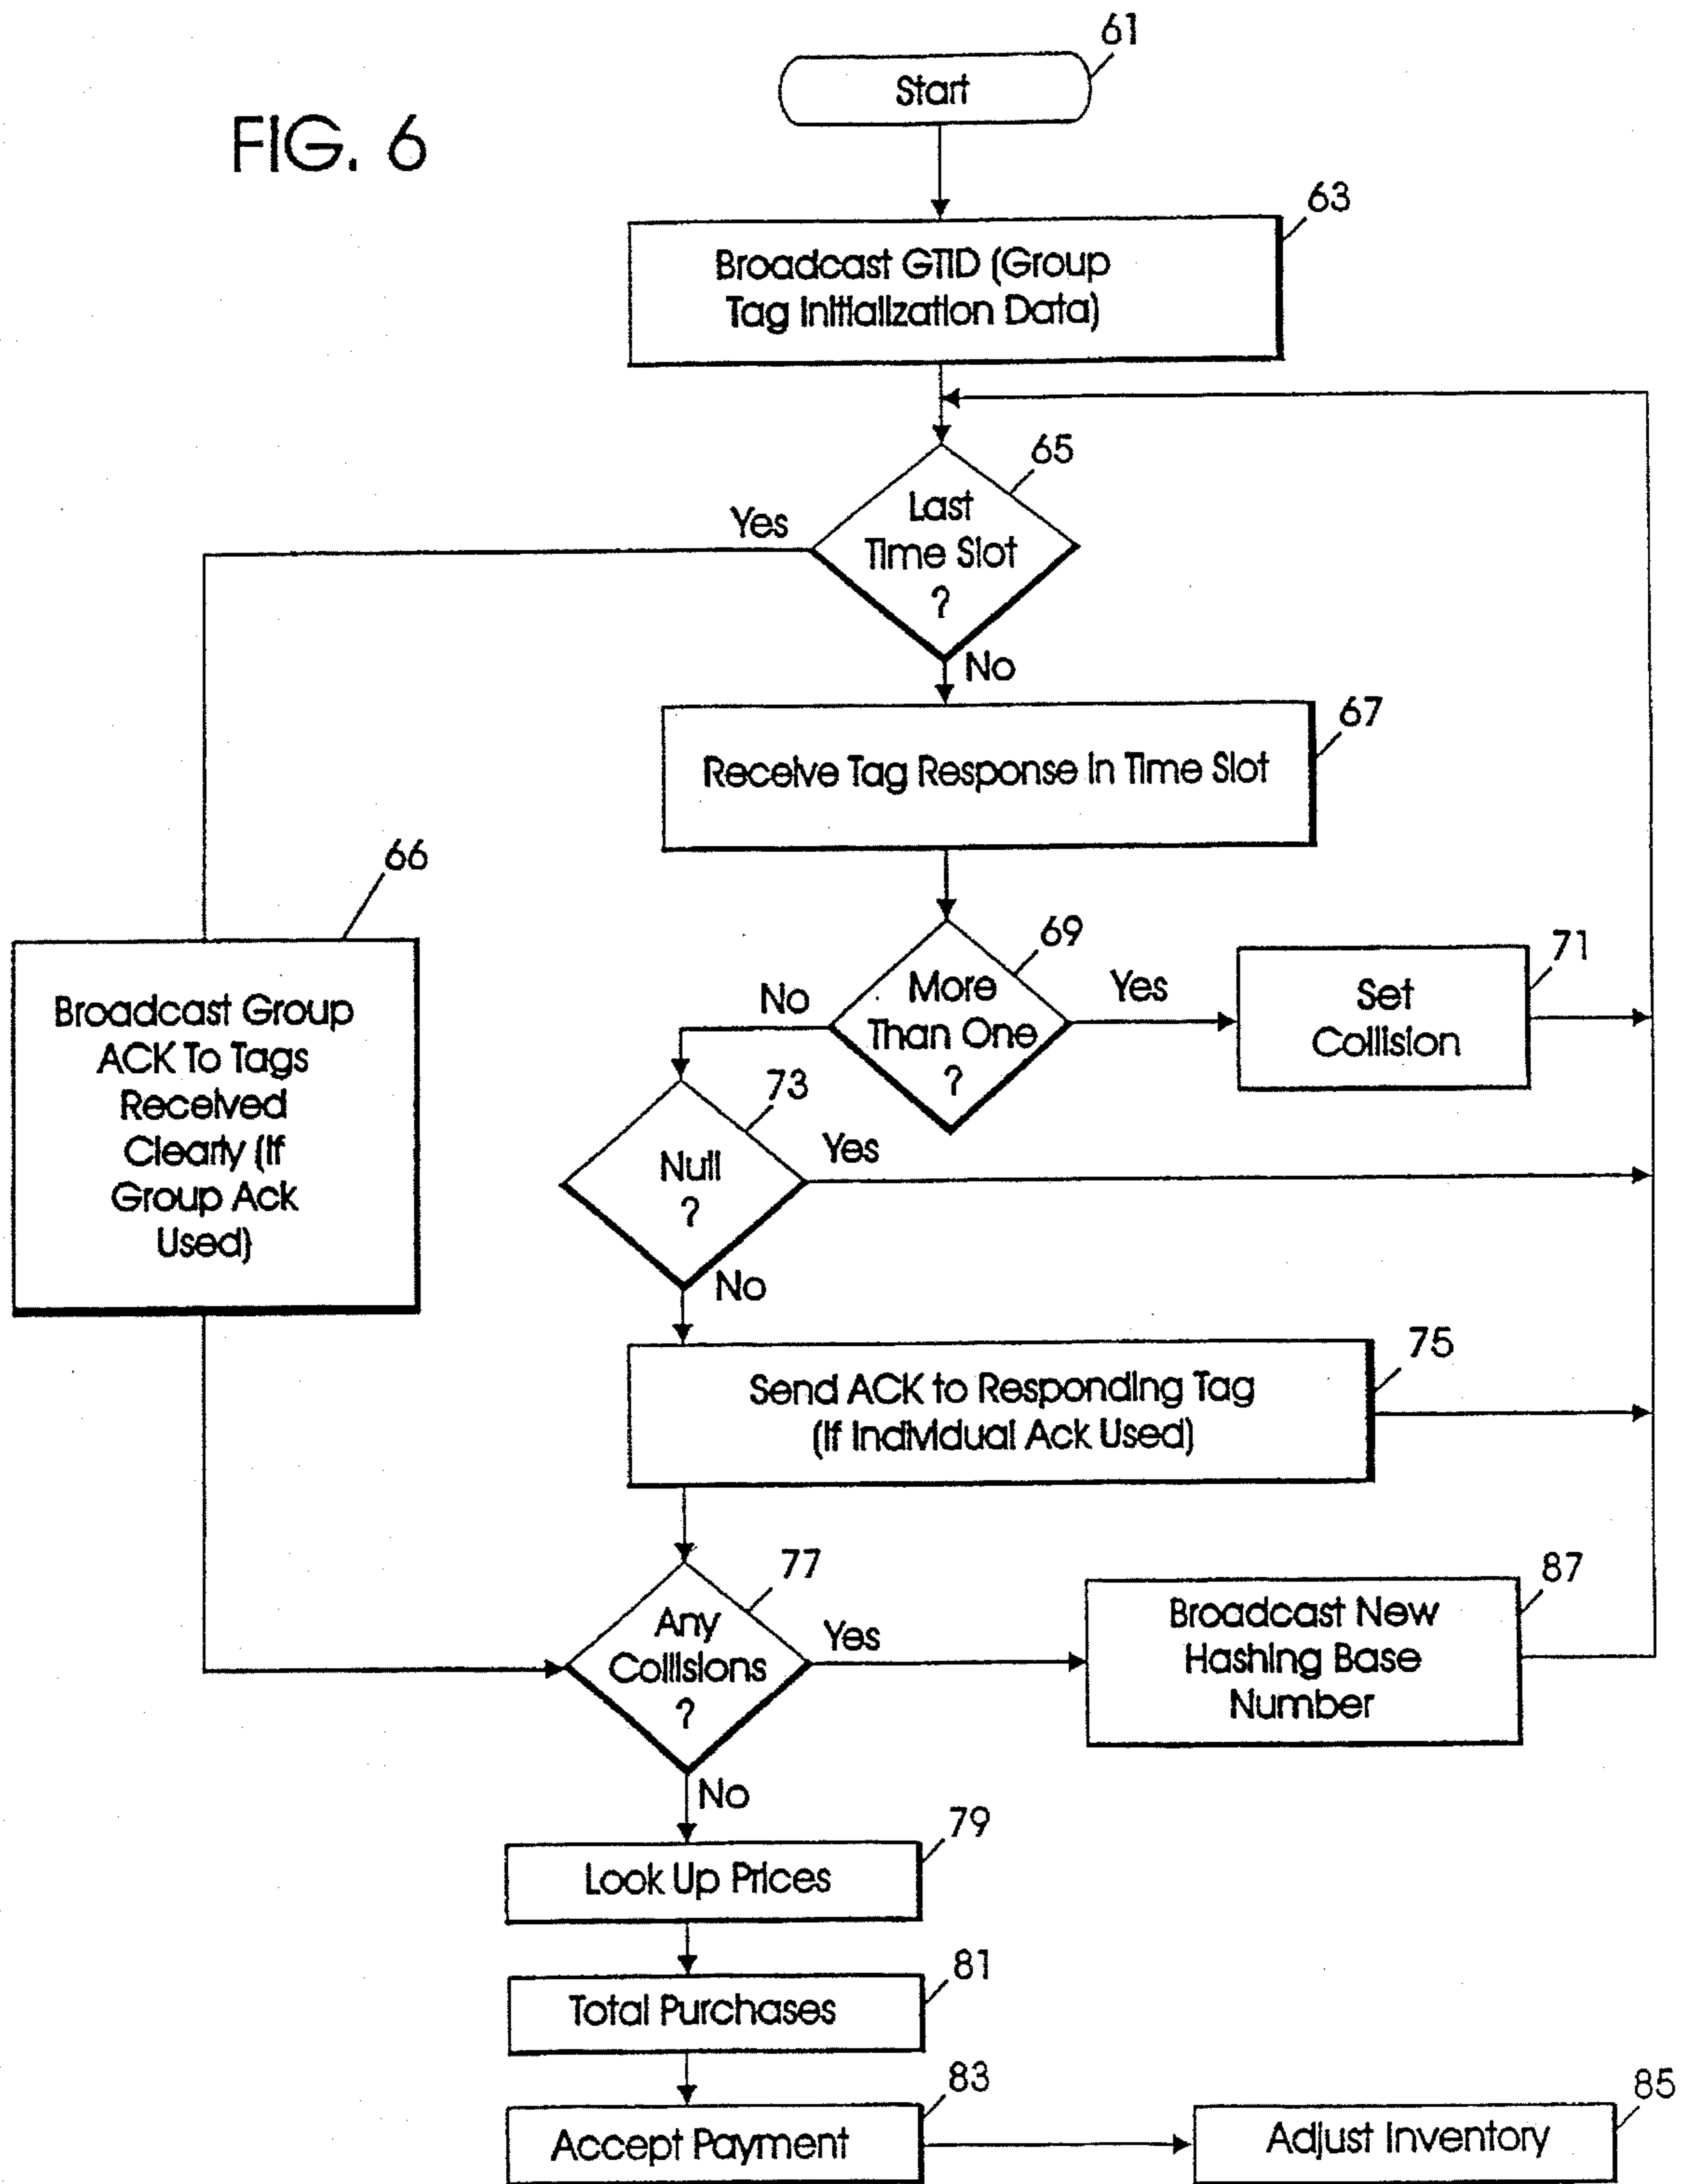 FIG. 6
61
Start
63
Broadcast GTID (Group
Tag Initialization Data)
65
Last
Time Slot
?
Yes
No
67
Receive Tag Response in Time Slot
66
Broadcast Group
ACK To Tags
Received
Clearly (If
Group Ack
Used)
69
More
Than One
?
No
Yes
71
Set
Collision
73
Null
?
Yes
No
75
Send ACK to Responding Tag
(If Individual Ack Used)
77
Any
Collisions
?
Yes
87
Broadcast New
Hashing Base
Number
No
79
Look Up Prices
81
Total Purchases
83
Accept Payment
85
Adjust Inventory